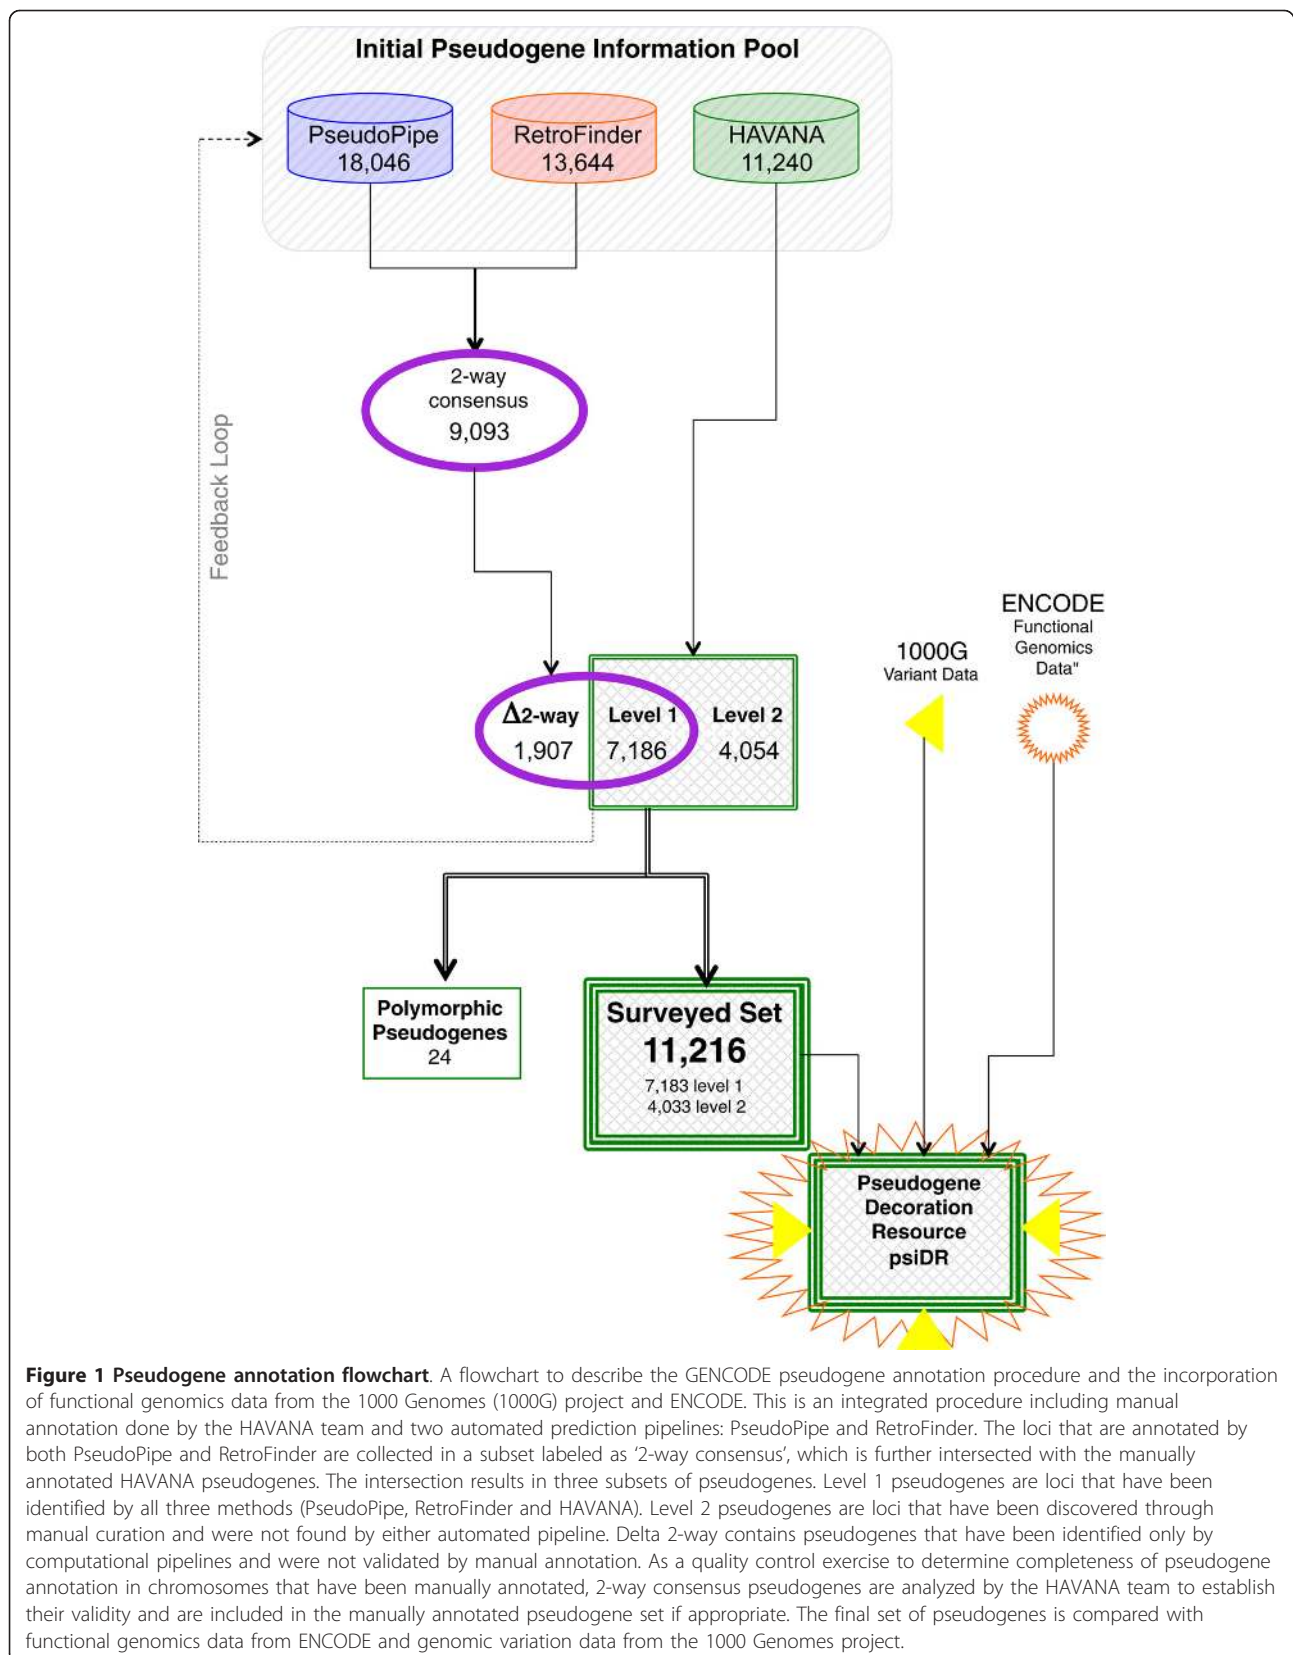 Initial Pseudogene Information Pool
PseudoPipe
18,046
RetroFinder
13,644
HAVANA
11,240
2-way
consensus
9,093
Feedback Loop
Δ2-way
1,907
Level 1
7,186
Level 2
4,054
1000G
Variant Data
ENCODE
Functional
Genomics
Data"
Polymorphic
Pseudogenes
24
Surveyed Set
11,216
7,183 level 1
4,033 level 2
Pseudogene
Decoration
Resource
psiDR
Figure 1 Pseudogene annotation flowchart. A flowchart to describe the GENCODE pseudogene annotation procedure and the incorporation
of functional genomics data from the 1000 Genomes (1000G) project and ENCODE. This is an integrated procedure including manual
annotation done by the HAVANA team and two automated prediction pipelines: PseudoPipe and RetroFinder. The loci that are annotated by
both PseudoPipe and RetroFinder are collected in a subset labeled as ‘2-way consensus’, which is further intersected with the manually
annotated HAVANA pseudogenes. The intersection results in three subsets of pseudogenes. Level 1 pseudogenes are loci that have been
identified by all three methods (PseudoPipe, RetroFinder and HAVANA). Level 2 pseudogenes are loci that have been discovered through
manual curation and were not found by either automated pipeline. Delta 2-way contains pseudogenes that have been identified only by
computational pipelines and were not validated by manual annotation. As a quality control exercise to determine completeness of pseudogene
annotation in chromosomes that have been manually annotated, 2-way consensus pseudogenes are analyzed by the HAVANA team to establish
their validity and are included in the manually annotated pseudogene set if appropriate. The final set of pseudogenes is compared with
functional genomics data from ENCODE and genomic variation data from the 1000 Genomes project.